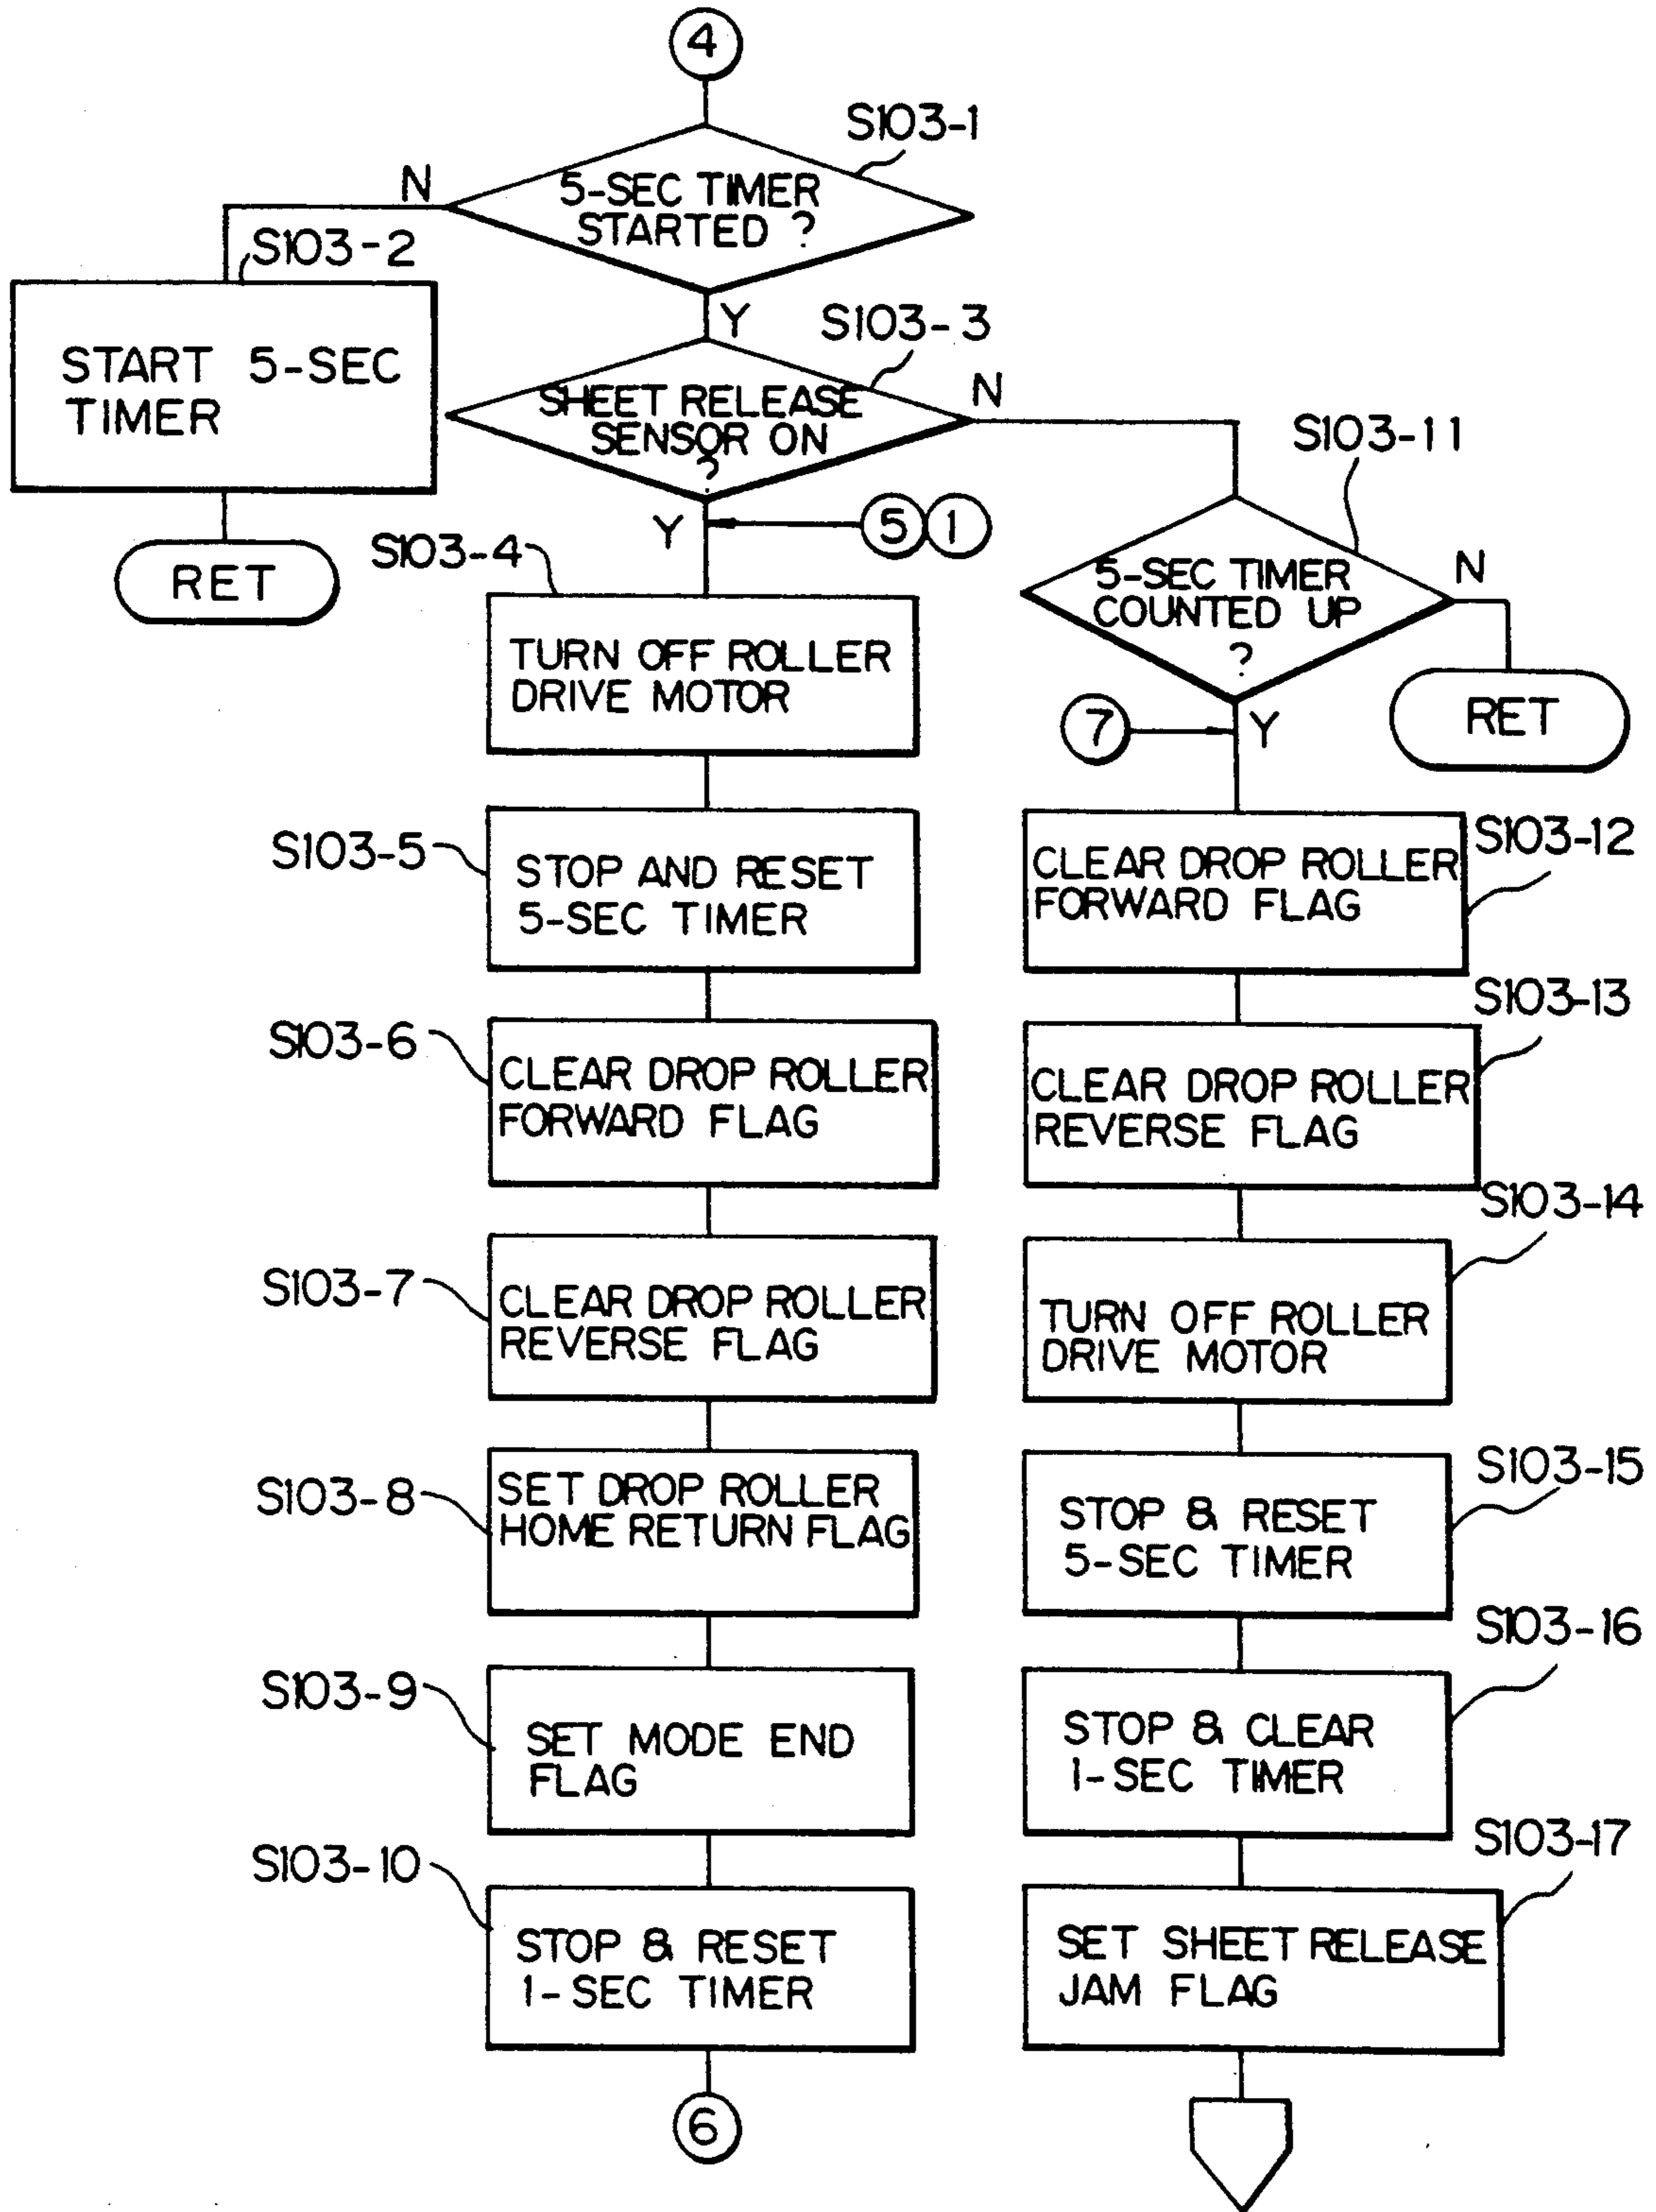 4
S103-1
N
5-SEC TIMER
STARTED ?
S103-2
START 5-SEC
TIMER
RET
Y
S103-3
SHEET RELEASE
SENSOR ON
?
N
Y
5 1
S103-4
TURN OFF ROLLER
DRIVE MOTOR
S103-5
STOP AND RESET
5-SEC TIMER
S103-6
CLEAR DROP ROLLER
FORWARD FLAG
S103-7
CLEAR DROP ROLLER
REVERSE FLAG
S103-8
SET DROP ROLLER
HOME RETURN FLAG
S103-9
SET MODE END
FLAG
S103-10
STOP & RESET
1-SEC TIMER
6
S103-11
5-SEC TIMER
COUNTED UP
?
N
RET
7
Y
S103-12
CLEAR DROP ROLLER
FORWARD FLAG
S103-13
CLEAR DROP ROLLER
REVERSE FLAG
S103-14
TURN OFF ROLLER
DRIVE MOTOR
S103-15
STOP & RESET
5-SEC TIMER
S103-16
STOP & CLEAR
1-SEC TIMER
S103-17
SET SHEET RELEASE
JAM FLAG